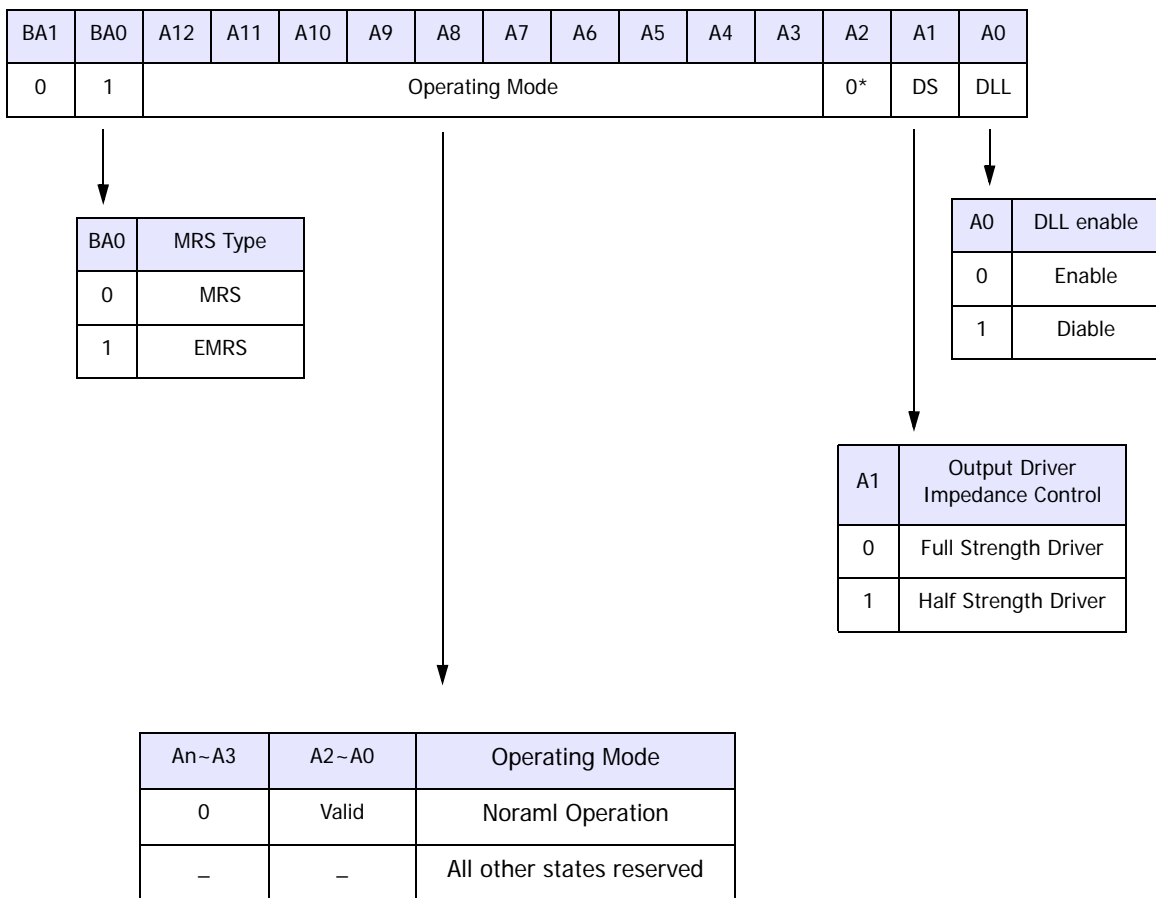 BA1 BA0 A12 A11 A10 A9 A8 A7 A6 A5 A4 A3 A2 A1 A0
0 1 Operating Mode 0* DS DLL
BA0 MRS Type
0 MRS
1 EMRS
A0 DLL enable
0 Enable
1 Diable
A1 Output Driver
Impedance Control
0 Full Strength Driver
1 Half Strength Driver
An~A3 A2~A0 Operating Mode
0 Valid Noraml Operation
_ _ All other states reserved